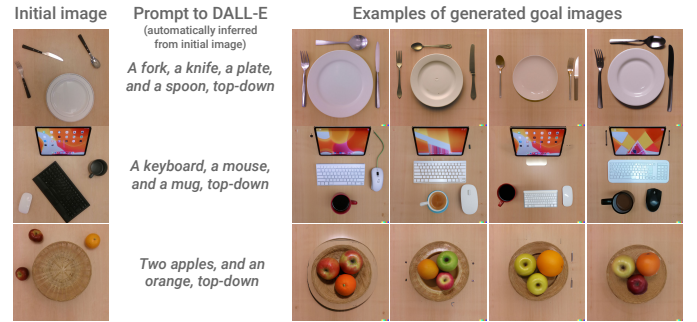 Initial image
Prompt to DALL-E
(automatically inferred
from initial image)
Examples of generated goal images
A fork, a knife, a plate,
and a spoon, top-down
A keyboard, a mouse,
and a mug, top-down
Two apples, and an
orange, top-down